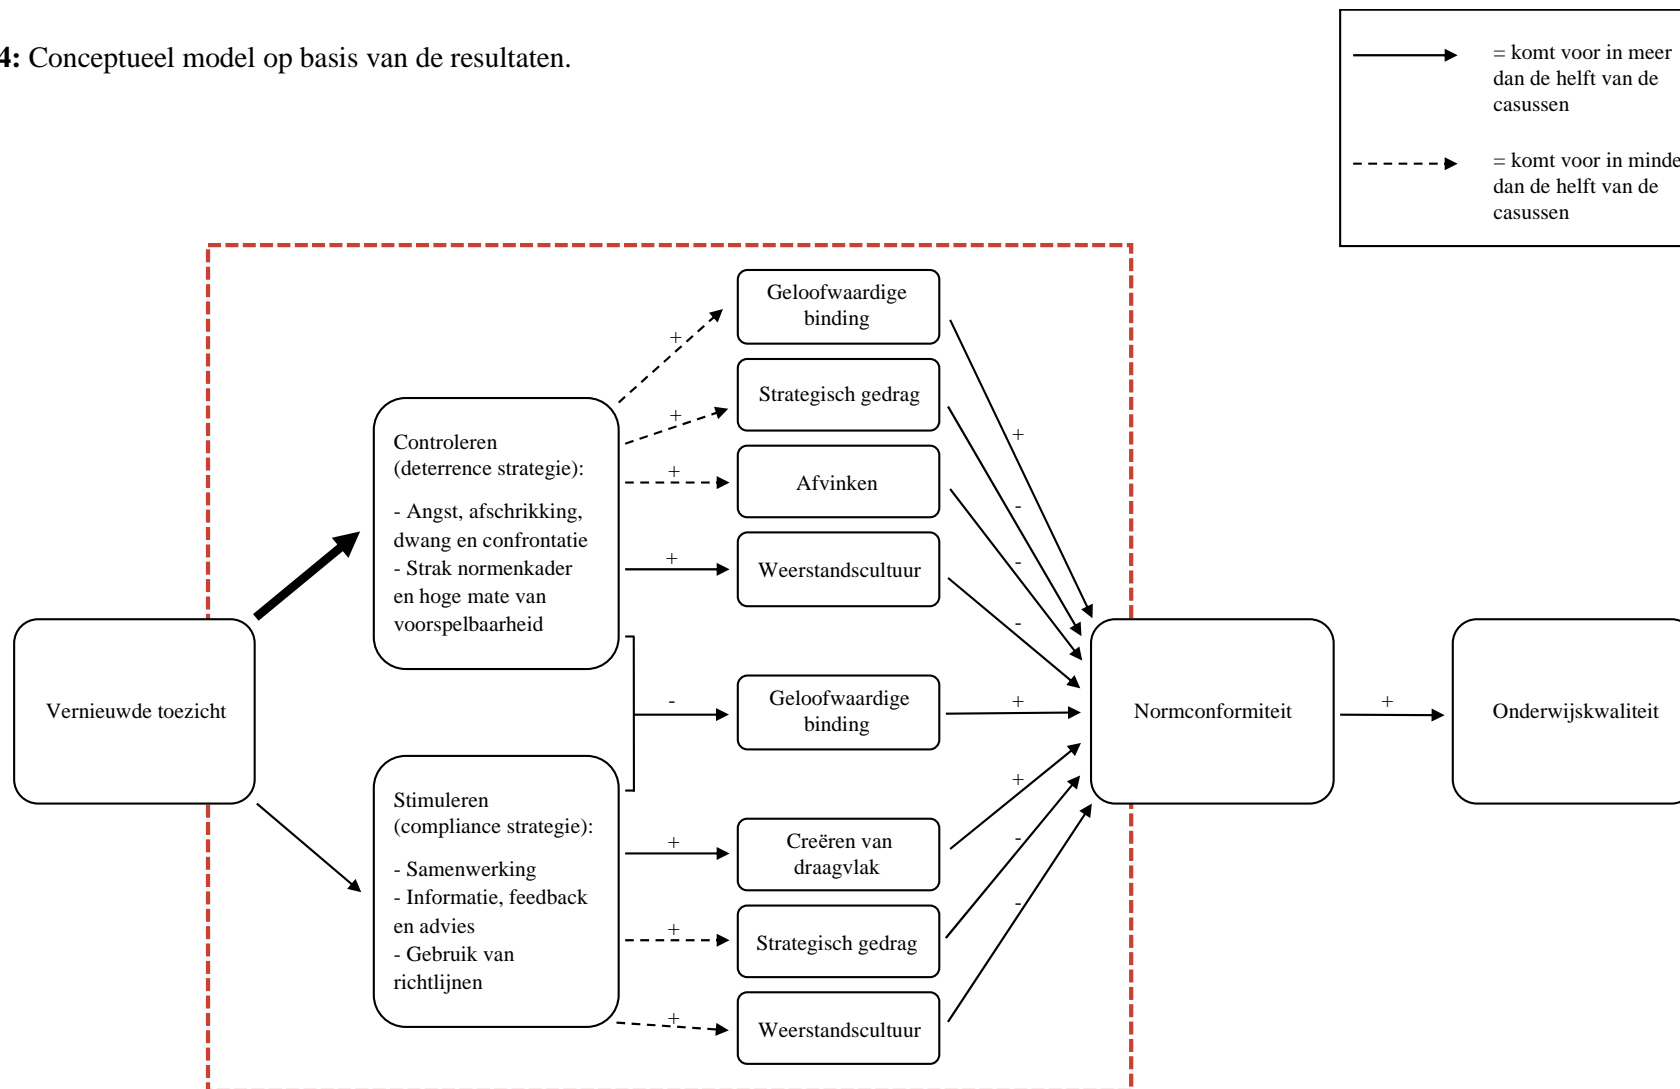 4: Conceptueel model op basis van de resultaten.
= komt voor in meer
dan de helft van de
casussen
= komt voor in minde
dan de helft van de
casussen
Vernieuwde toezicht
Controleren
(deterrence strategie):
- Angst, afschrikking,
dwang en confrontatie
- Strak normenkader
en hoge mate van
voorspelbaarheid
Stimuleren
(compliance strategie):
- Samenwerking
- Informatie, feedback
en advies
- Gebruik van
richtlijnen
+
+
+
+
-
+
+
+
Geloofwaardige
binding
Strategisch gedrag
Afvinken
Weerstandscultuur
Geloofwaardige
binding
Creëren van
draagvlak
Strategisch gedrag
Weerstandscultuur
+
-
-
-
+
+
-
-
Normconformiteit
+
Onderwijskwaliteit